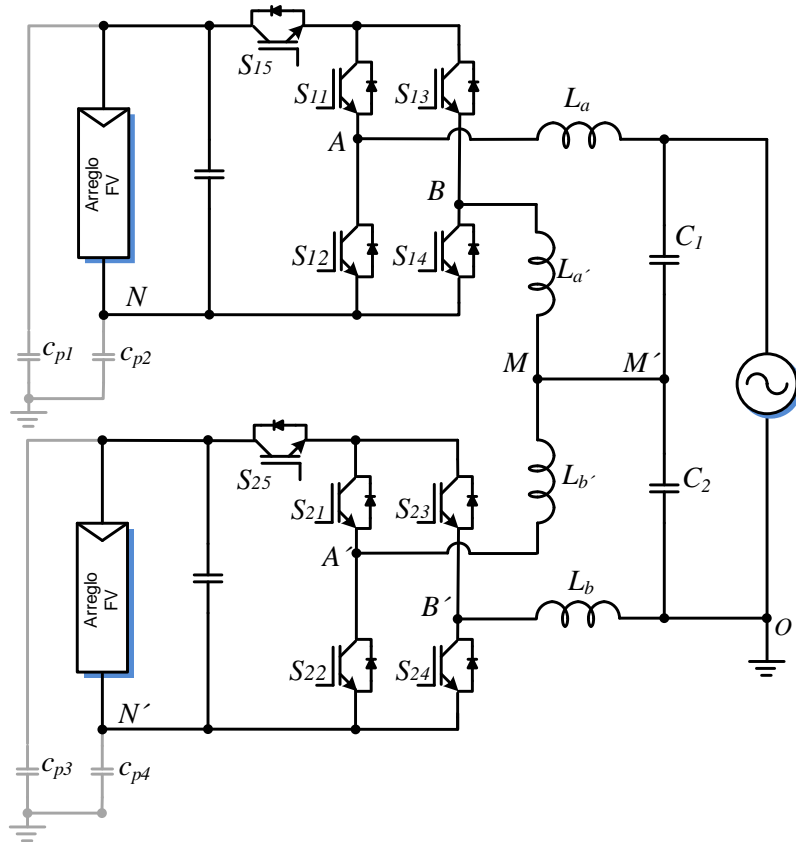 S15
S11
S13
La
A
B
Arreglo
FV
S12
S14
La´
C1
N
M
M´
cp1
cp2
S25
S21
S23
Lb´
C2
A´
Lb
B´
O
Arreglo
FV
S22
S24
N´
cp3
cp4